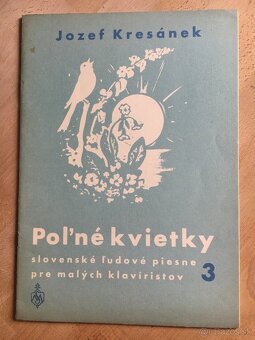 Jozef Kresánek
Poľné kvietky
slovenské ľudové piesne
pre malých klaviristov 3